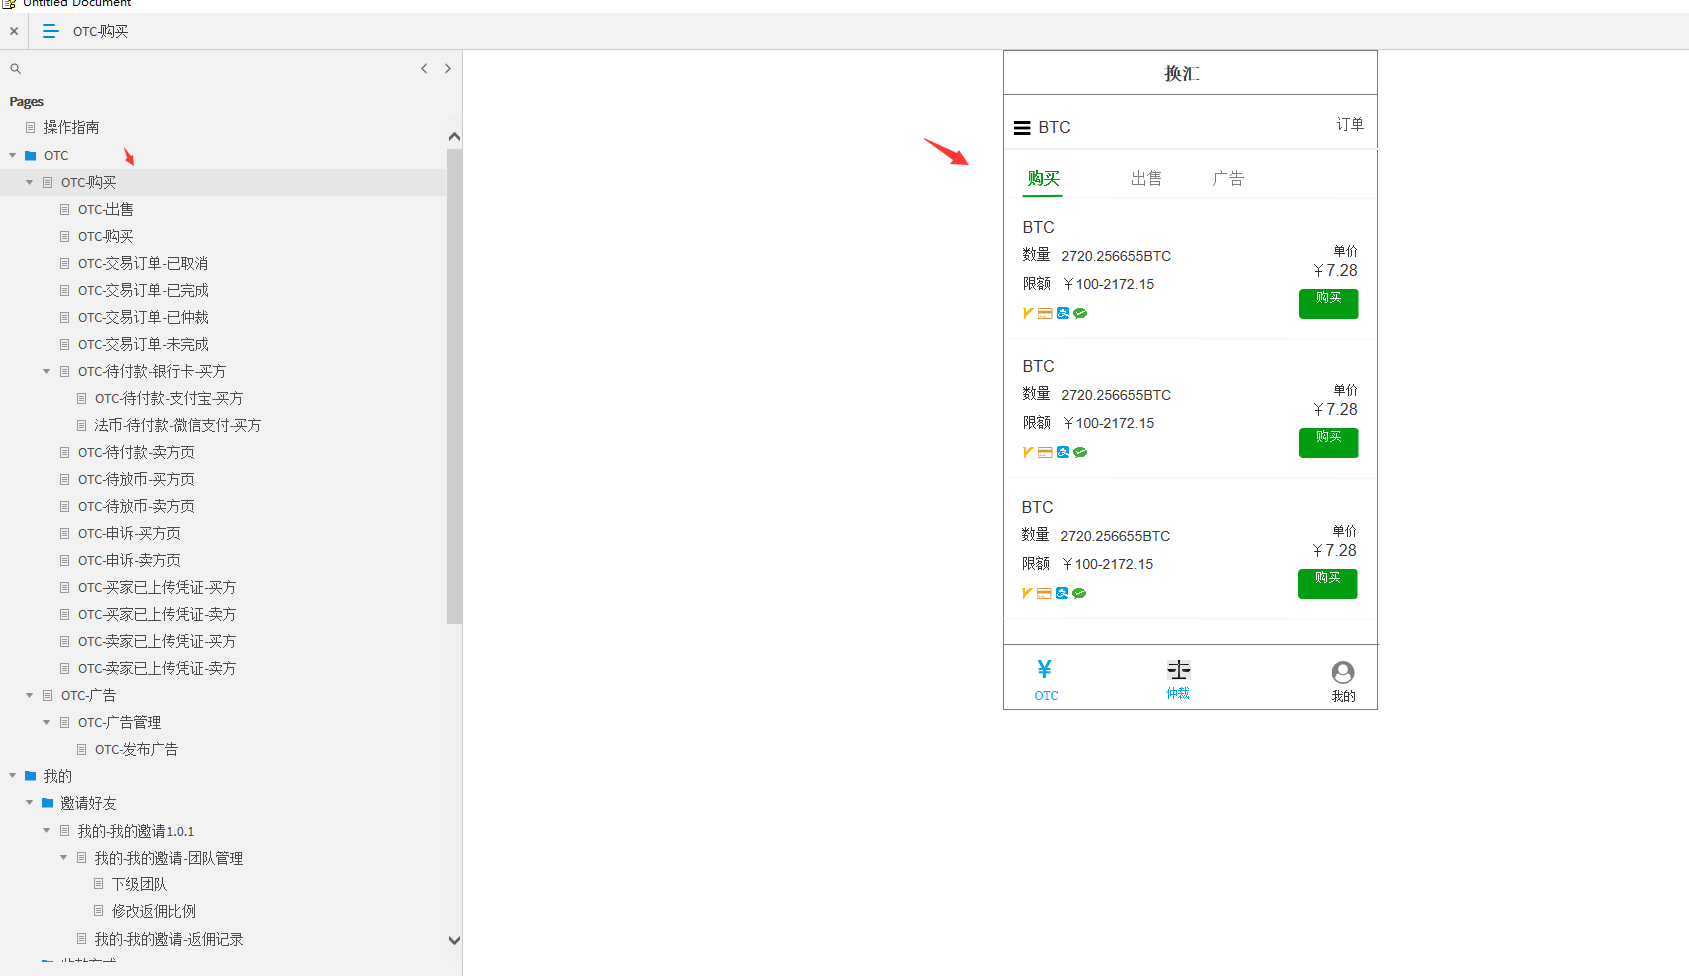 Untitled Document
OTC-购买
Pages
操作指南
OTC
OTC-购买
OTC-出售
OTC-购买
OTC-交易订单-已取消
OTC-交易订单-已完成
OTC-交易订单-已仲裁
OTC-交易订单-未完成
OTC-待付款-银行卡-买方
OTC-待付款-支付宝-买方
法币-待付款-微信支付-买方
OTC-待付款-卖方页
OTC-待放币-买方页
OTC-待放币-卖方页
OTC-申诉-买方页
OTC-申诉-卖方页
OTC-买家已上传凭证-买方
OTC-买家已上传凭证-卖方
OTC-卖家已上传凭证-买方
OTC-卖家已上传凭证-卖方
OTC-广告
OTC-广告管理
OTC-发布广告
我的
邀请好友
我的-我的邀请1.0.1
我的-我的邀请-团队管理
下级团队
修改返佣比例
我的-我的邀请-返佣记录
换汇
BTC 订单
购买 出售 广告
BTC
数量 2720.256655BTC 单价
限额 ￥100-2172.15 ￥7.28
购买
BTC
数量 2720.256655BTC 单价
限额 ￥100-2172.15 ￥7.28
购买
BTC
数量 2720.256655BTC 单价
限额 ￥100-2172.15 ￥7.28
购买
¥
OTC 仲裁 我的